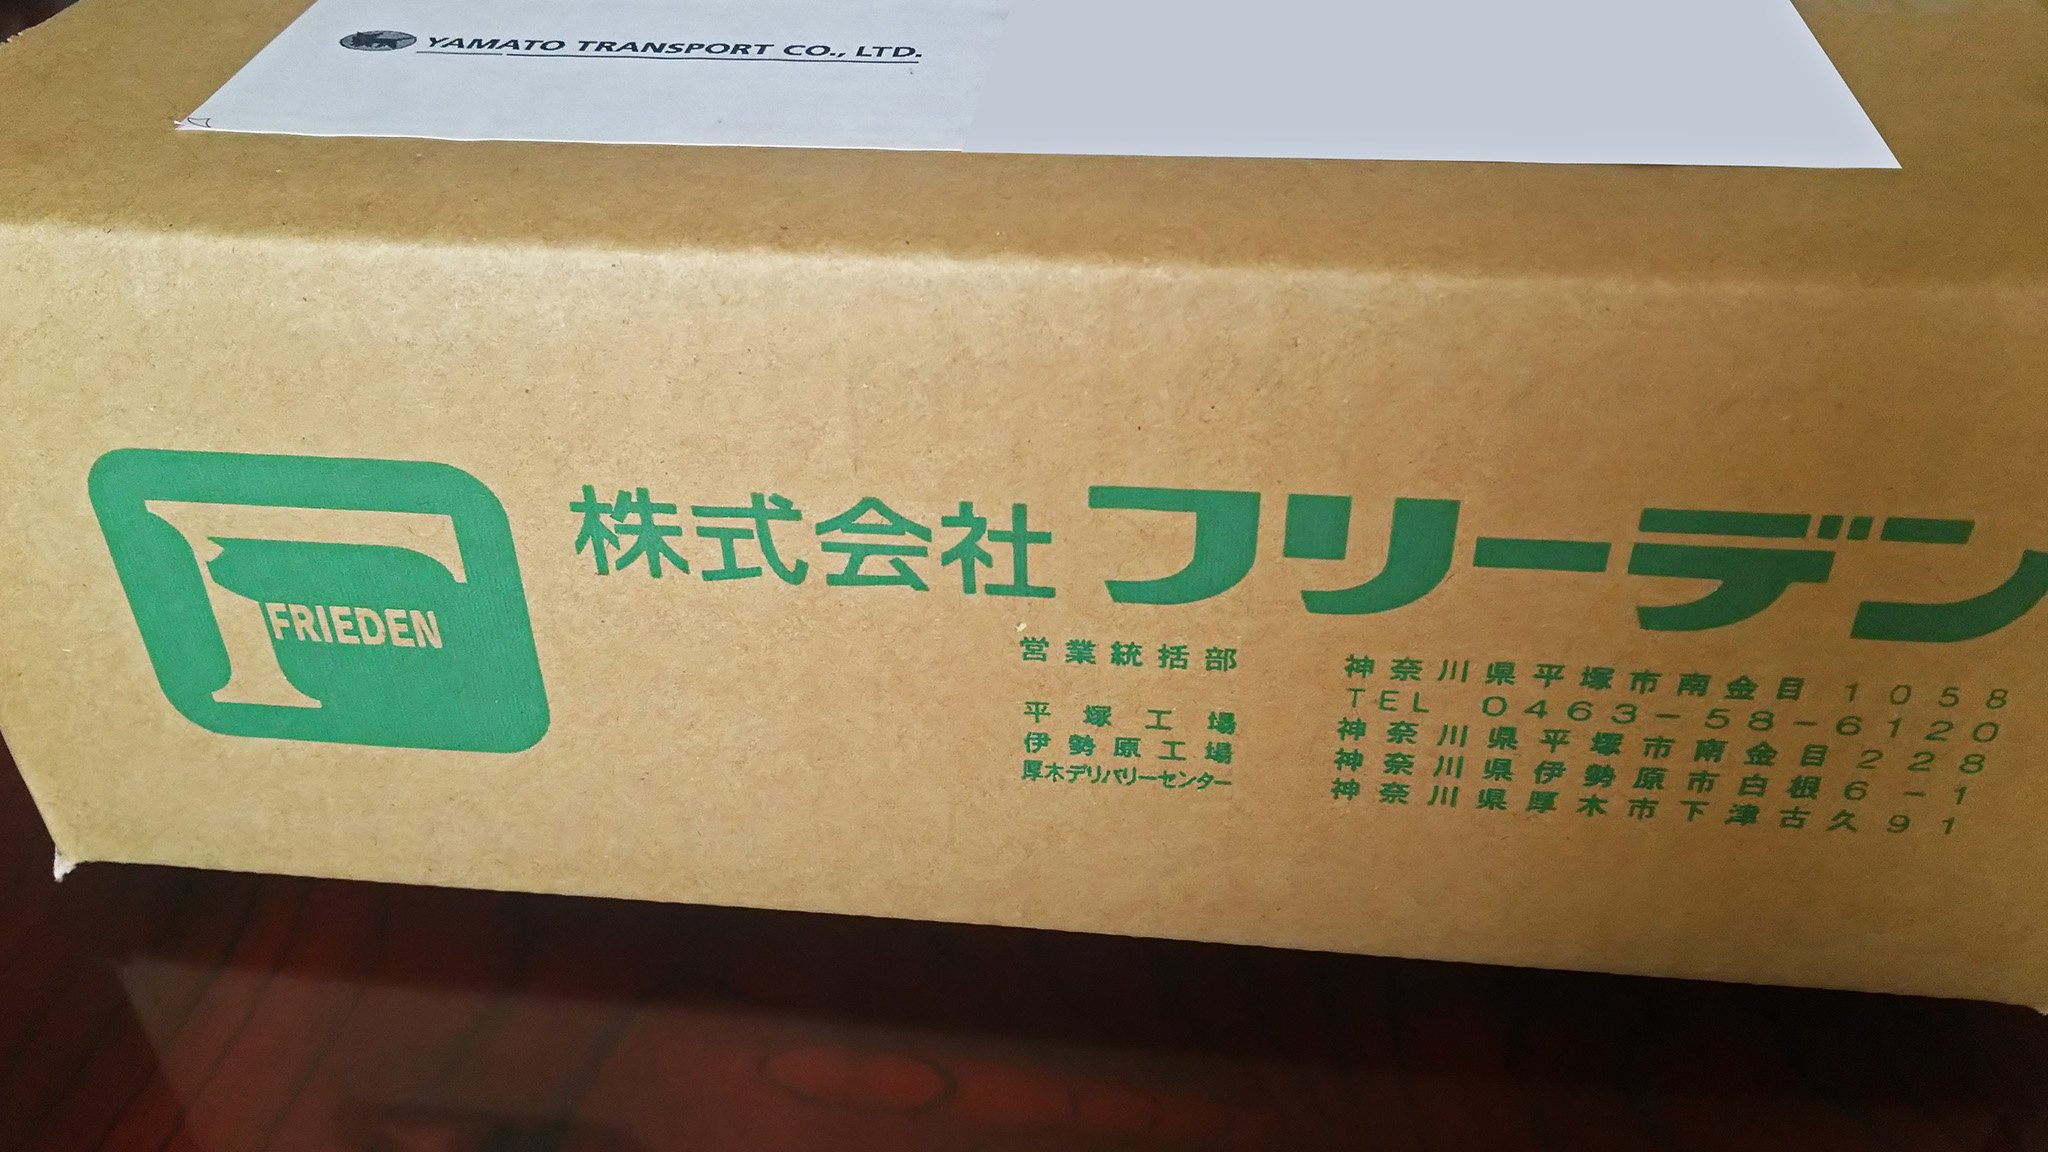 YAMATO TRANSPORT CO., LTD.
FRIEDEN
株式会社 フリーデン
営業統括部 神奈川県平塚市南金目1058
TEL 0463-58-6120
平塚工場 神奈川県平塚市南金目228
伊勢原工場 神奈川県伊勢原市白根6-1
厚木デリバリーセンター 神奈川県厚木市下津古久91